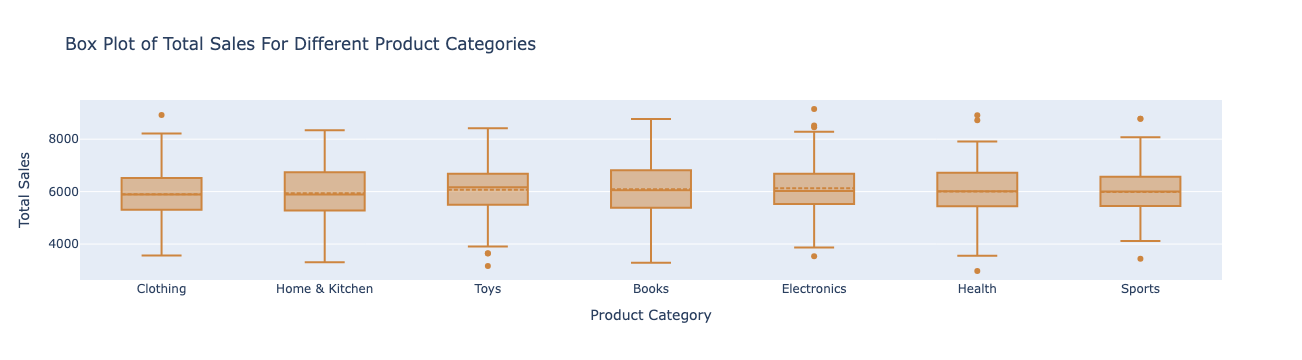 Box Plot of Total Sales For Different Product Categories
8000
6000
4000
Total Sales
Clothing Home & Kitchen Toys Books Electronics Health Sports
Product Category